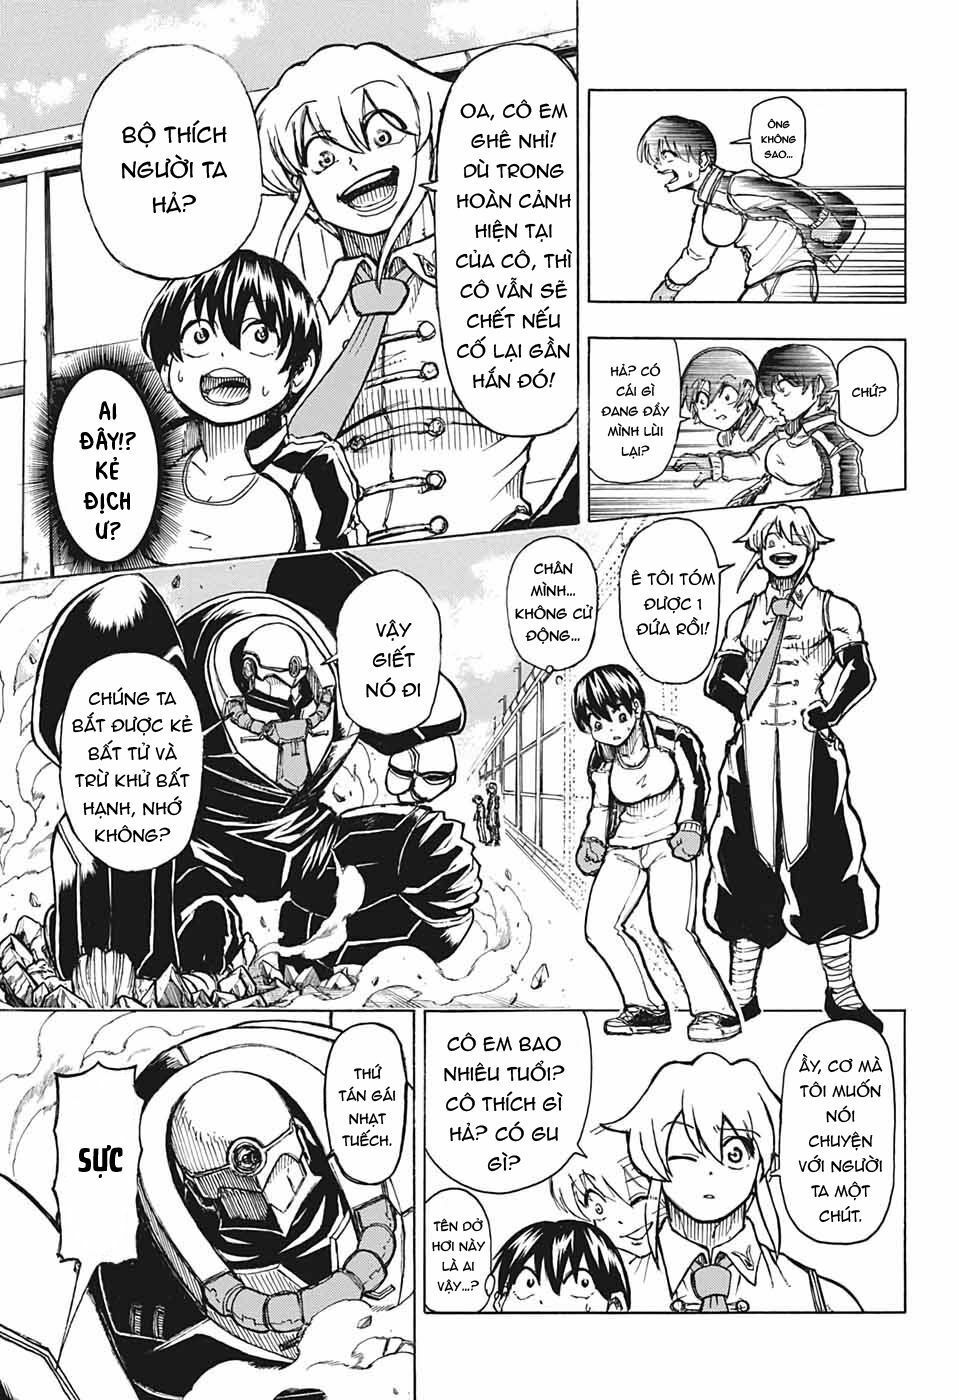 ÔNG
KHÔNG
SAO...
CHỨ?
HẢ? CÓ
CÁI GÌ
ĐANG ĐẨY
MÌNH LÙI
LẠI?
OA, CÔ EM
GHÊ NHỈ!
DÙ TRONG
HOÀN CẢNH
HIỆN TẠI
CỦA CÔ, THÌ
CÔ VẪN SẼ
CHẾT NẾU
CỐ LẠI GẦN
HẮN ĐÓ!
BỘ THÍCH
NGƯỜI TA
HẢ?
AI
ĐÂY!?
KẺ
ĐỊCH
Ư?
Ê TÔI TÓM
ĐƯỢC 1
ĐỨA RỒI!
CHÂN
MÌNH...
KHÔNG CỬ
ĐỘNG...
VẬY
GIẾT
NÓ ĐI
CHÚNG TA
BẮT ĐƯỢC KẺ
BẤT TỬ VÀ
TRỪ KHỬ BẤT
HẠNH, NHỚ
KHÔNG?
ẦY, CƠ MÀ
TÔI MUỐN
NÓI
CHUYỆN
VỚI NGƯỜI
TA MỘT
CHÚT.
CÔ EM BAO
NHIÊU TUỔI?
CÔ THÍCH GÌ
HẢ? CÓ GU
GÌ?
TÊN DỞ
HƠI NÀY
LÀ AI
VẬY...?
THỨ
TÁN GÁI
NHẠT
TUẾCH.
SỰC